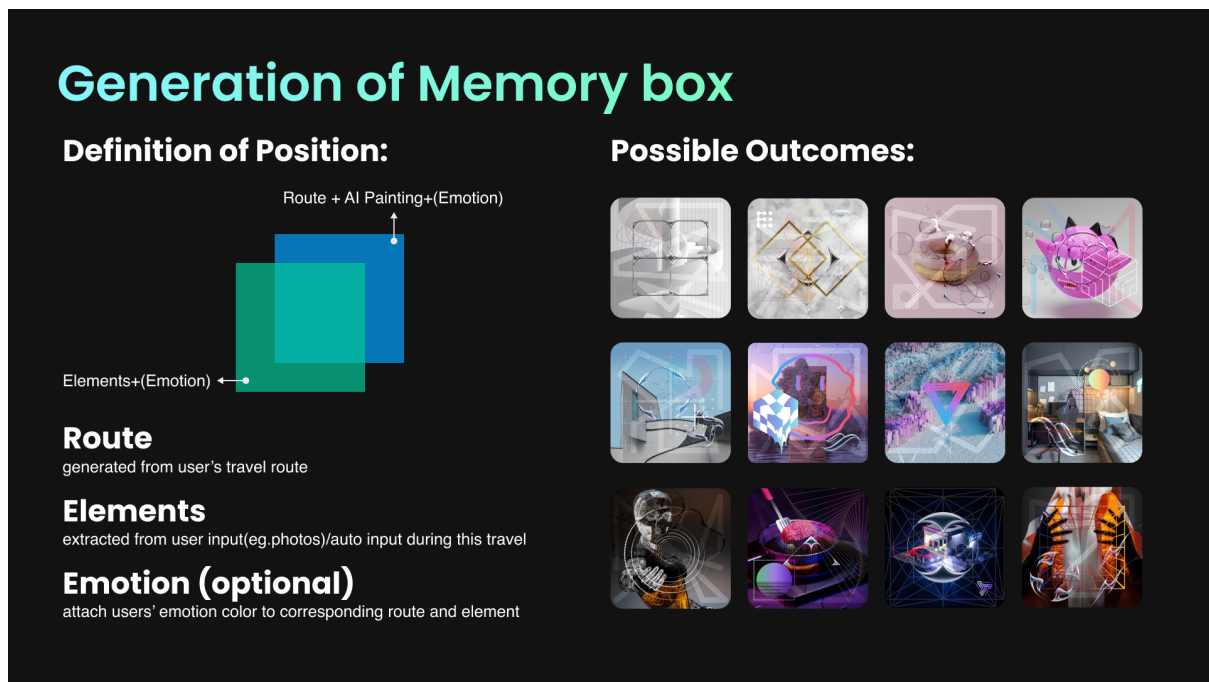 Generation of Memory box
Definition of Position:
Route + AI Painting+(Emotion)
Elements+(Emotion)
Route
generated from user’s travel route
Elements
extracted from user input(eg.photos)/auto input during this travel
Emotion (optional)
attach users’ emotion color to corresponding route and element
Possible Outcomes: